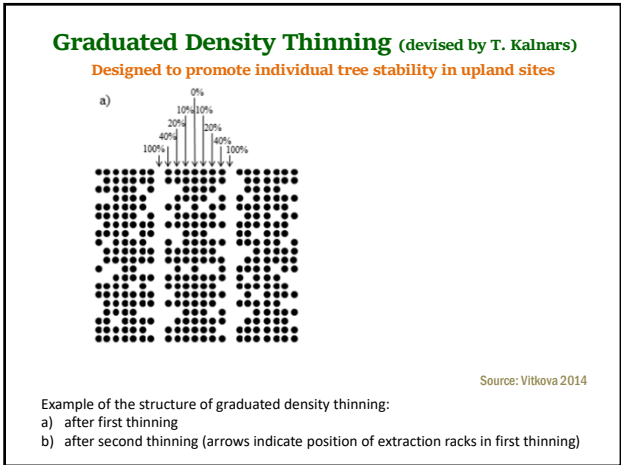 Graduated Density Thinning (devised by T. Kalnars)
Designed to promote individual tree stability in upland sites
a)
0%
10% 10%
20% 20%
40% 40%
100% 100%
Source: Vitkova 2014
Example of the structure of graduated density thinning:
a) after first thinning
b) after second thinning (arrows indicate position of extraction racks in first thinning)